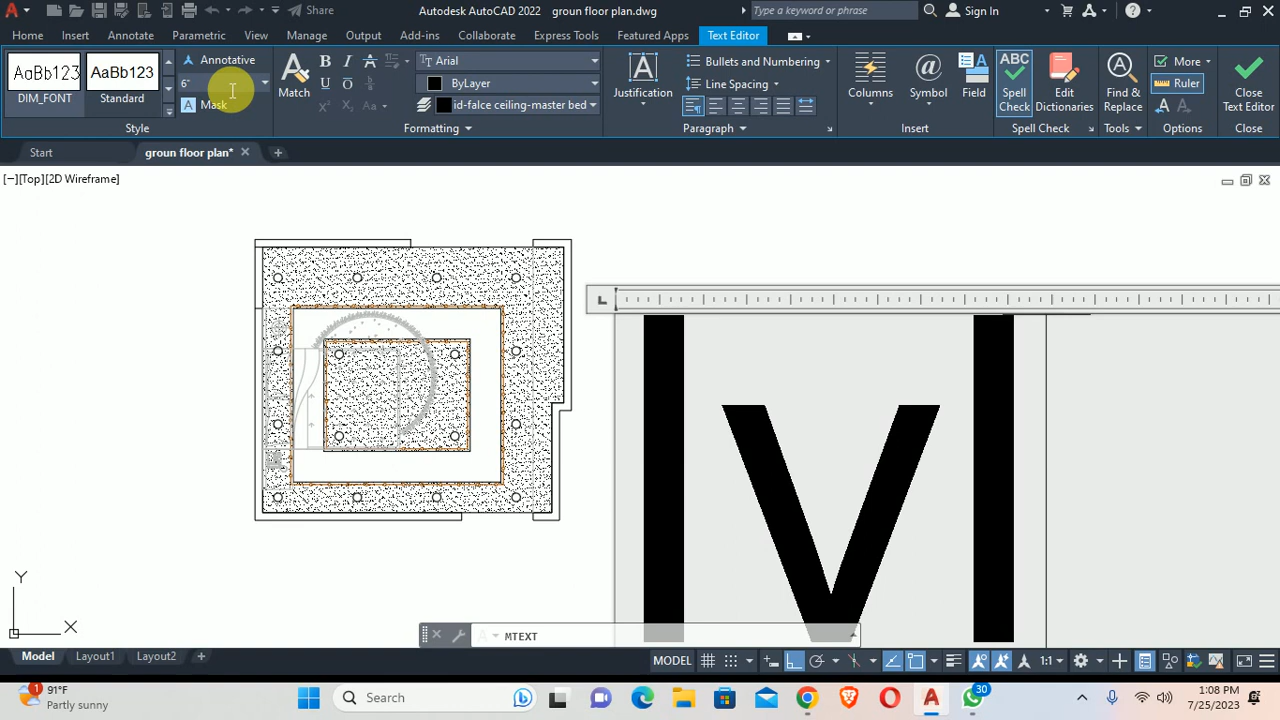 Share
Autodesk AutoCAD 2022 groun floor plan.dwg
Type a keyword or phrase
Sign In
Home Insert Annotate Parametric View Manage Output Add-ins Collaborate Express Tools Featured Apps Text Editor
AaBb123 AaBb123
DIM_FONT Standard
Annotative
6"
Mask
Style
Match
B I A
U O
Aa
Arial
ByLayer
id-falce-ceiling-master bed
Formatting
Justification
Bullets and Numbering
Line Spacing
Paragraph
Columns Symbol Field
Insert
ABC
Spell
Check
Spell Check
Find &
Replace
Tools
More
Ruler
Options
Close
Text Editor
Close
Start groun floor plan*
[−][Top][2D Wireframe]
lvl
Y
X
MTEXT
Model Layout1 Layout2
MODEL 1:1
1 91°F
Partly sunny
Search
30
1:08 PM
7/25/2023